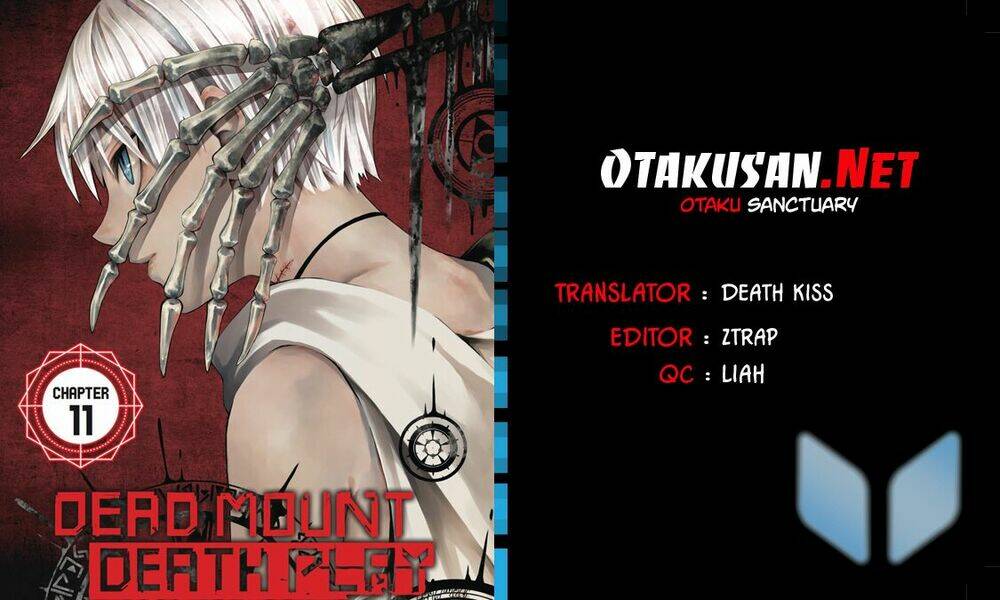 CHAPTER
11
DEAD MOUNT
DEATH PLAY
OTAKUSAN.NET
OTAKU SANCTUARY
TRANSLATOR : DEATH KISS
EDITOR : ZTRAP
QC : LIAH